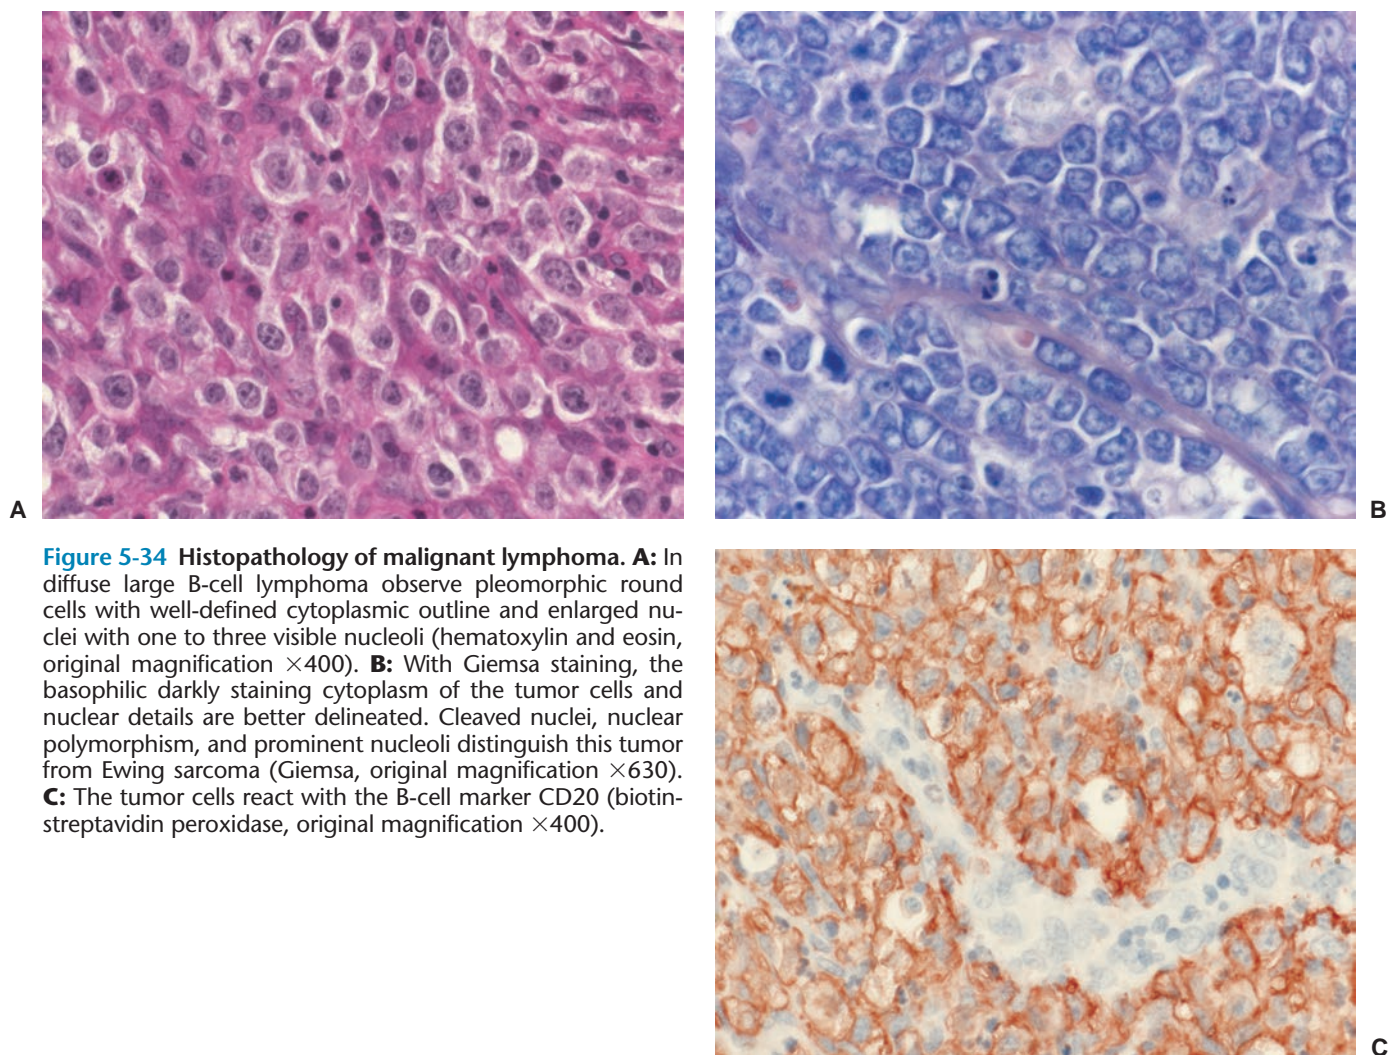 A
B
Figure 5-34 Histopathology of malignant lymphoma. A: In
diffuse large B-cell lymphoma observe pleomorphic round
cells with well-defined cytoplasmic outline and enlarged nu-
clei with one to three visible nucleoli (hematoxylin and eosin,
original magnification ×400). B: With Giemsa staining, the
basophilic darkly staining cytoplasm of the tumor cells and
nuclear details are better delineated. Cleaved nuclei, nuclear
polymorphism, and prominent nucleoli distinguish this tumor
from Ewing sarcoma (Giemsa, original magnification ×630).
C: The tumor cells react with the B-cell marker CD20 (biotin-
streptavidin peroxidase, original magnification ×400).
C